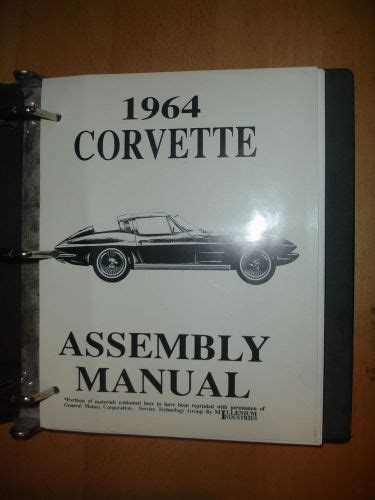 1964
CORVETTE
ASSEMBLY
MANUAL
*Portions of materials contained here in have been reprinted with permission of
General Motors Corporation. Service Technology Group By MILLENIUM
INDUSTRIES